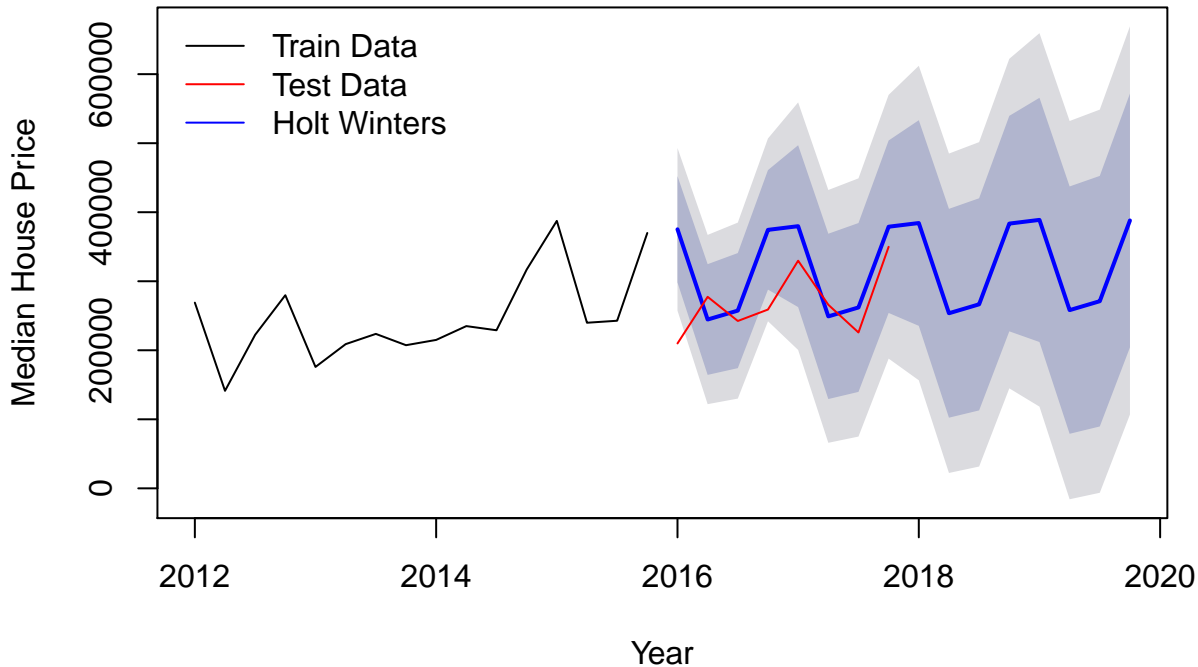 Train Data
Test Data
Holt Winters
Median House Price
600000
400000
200000
0
2012 2014 2016 2018 2020
Year